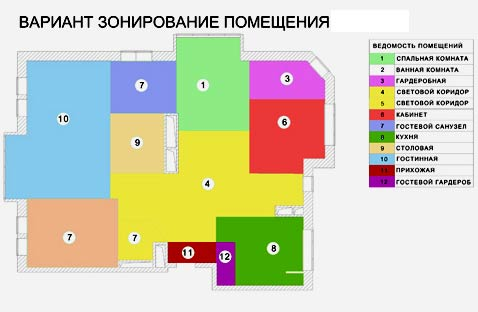 ВАРИАНТ ЗОНИРОВАНИЕ ПОМЕЩЕНИЯ
ВЕДОМОСТЬ ПОМЕЩЕНИЙ
1 СПАЛЬНАЯ КОМНАТА
2 ВАННАЯ КОМНАТА
3 ГАРДЕРОБНАЯ
4 СВЕТОВОЙ КОРИДОР
5 СВЕТОВОЙ КОРИДОР
6 КАБИНЕТ
7 ГОСТЕВОЙ САНУЗЕЛ
8 КУХНЯ
9 СТОЛОВАЯ
10 ГОСТИННАЯ
11 ПРИХОЖАЯ
12 ГОСТЕВОЙ ГАРДЕРОБ
7
1
3
10
6
9
4
7
7
11
12
8